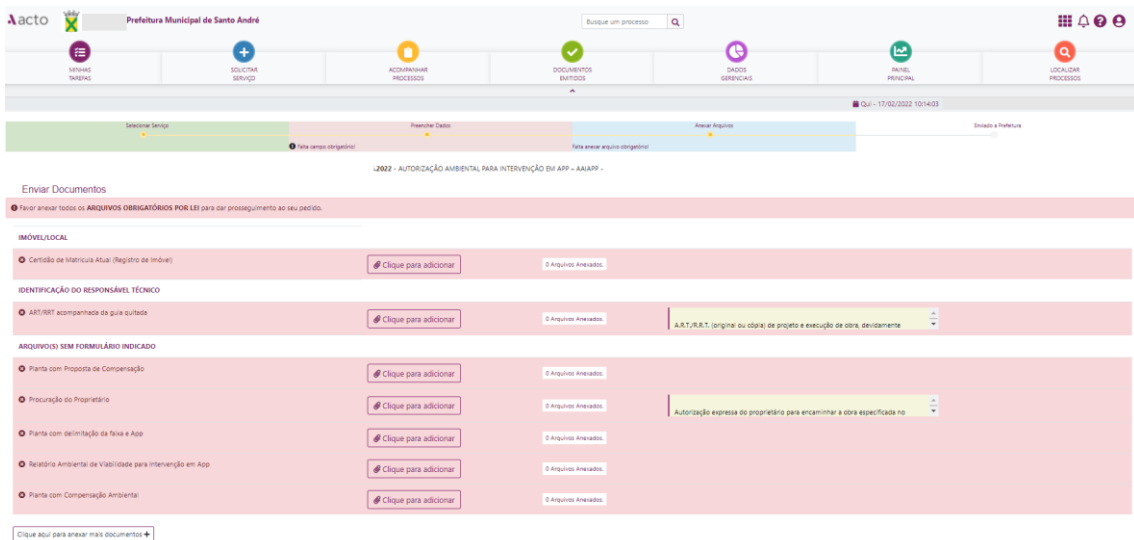 acto
Prefeitura Municipal de Santo André
Busque um processo
MINHAS
TAREFAS
SOLICITAR
SERVIÇO
ACOMPANHAR
PROCESSOS
DOCUMENTOS
EMITIDOS
DADOS
GERENCIAIS
PAINEL
PRINCIPAL
LOCALIZAR
PROCESSOS
Qui - 17/02/2022 10:14:03
Selecionar Serviço
Preencher Dados
Anexar Arquivos
Enviado a Prefeitura
Falta campo obrigatório!
Falta anexar arquivo obrigatório!
2022 - AUTORIZAÇÃO AMBIENTAL PARA INTERVENÇÃO EM APP – AAIAPP -
Enviar Documentos
Favor anexar todos os ARQUIVOS OBRIGATÓRIOS POR LEI para dar prosseguimento ao seu pedido.
IMÓVEL/LOCAL
Certidão de Matricula Atual (Registro de Imóvel)
Clique para adicionar
0 Arquivos Anexados.
IDENTIFICAÇÃO DO RESPONSÁVEL TÉCNICO
ART/RRT acompanhada da guia quitada
Clique para adicionar
0 Arquivos Anexados.
A.R.T./R.R.T. (original ou cópia) de projeto e execução de obra, devidamente
ARQUIVO(S) SEM FORMULÁRIO INDICADO
Planta com Proposta de Compensação
Clique para adicionar
0 Arquivos Anexados.
Procuração do Proprietário
Clique para adicionar
0 Arquivos Anexados.
Autorização expressa do proprietário para encaminhar a obra especificada no
Planta com delimitação da faixa e App
Clique para adicionar
0 Arquivos Anexados.
Relatório Ambiental de Viabilidade para Intervenção em App
Clique para adicionar
0 Arquivos Anexados.
Planta com Compensação Ambiental
Clique para adicionar
0 Arquivos Anexados.
Clique aqui para anexar mais documentos +